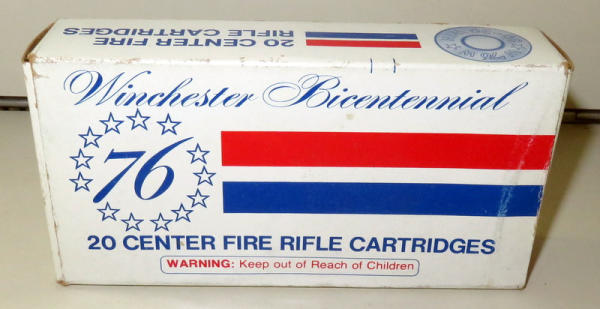 20 CENTER FIRE
RIFLE CARTRIDGES
Winchester Bicentennial
76
20 CENTER FIRE RIFLE CARTRIDGES
WARNING: Keep out of Reach of Children